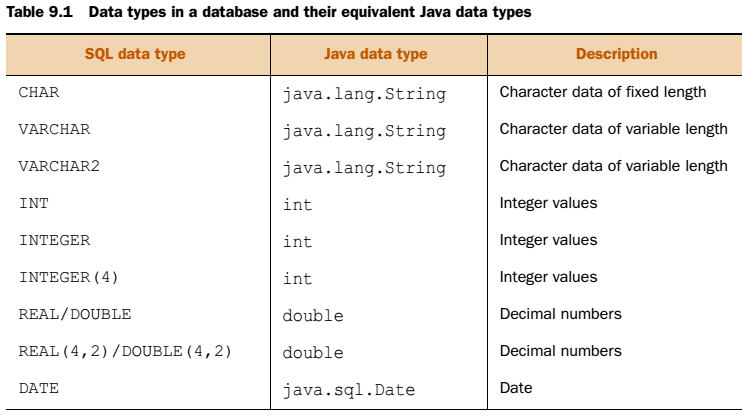 Table 9.1 Data types in a database and their equivalent Java data types
SQL data type Java data type Description
CHAR java.lang.String Character data of fixed length
VARCHAR java.lang.String Character data of variable length
VARCHAR2 java.lang.String Character data of variable length
INT int Integer values
INTEGER int Integer values
INTEGER(4) int Integer values
REAL/DOUBLE double Decimal numbers
REAL(4,2)/DOUBLE(4,2) double Decimal numbers
DATE java.sql.Date Date